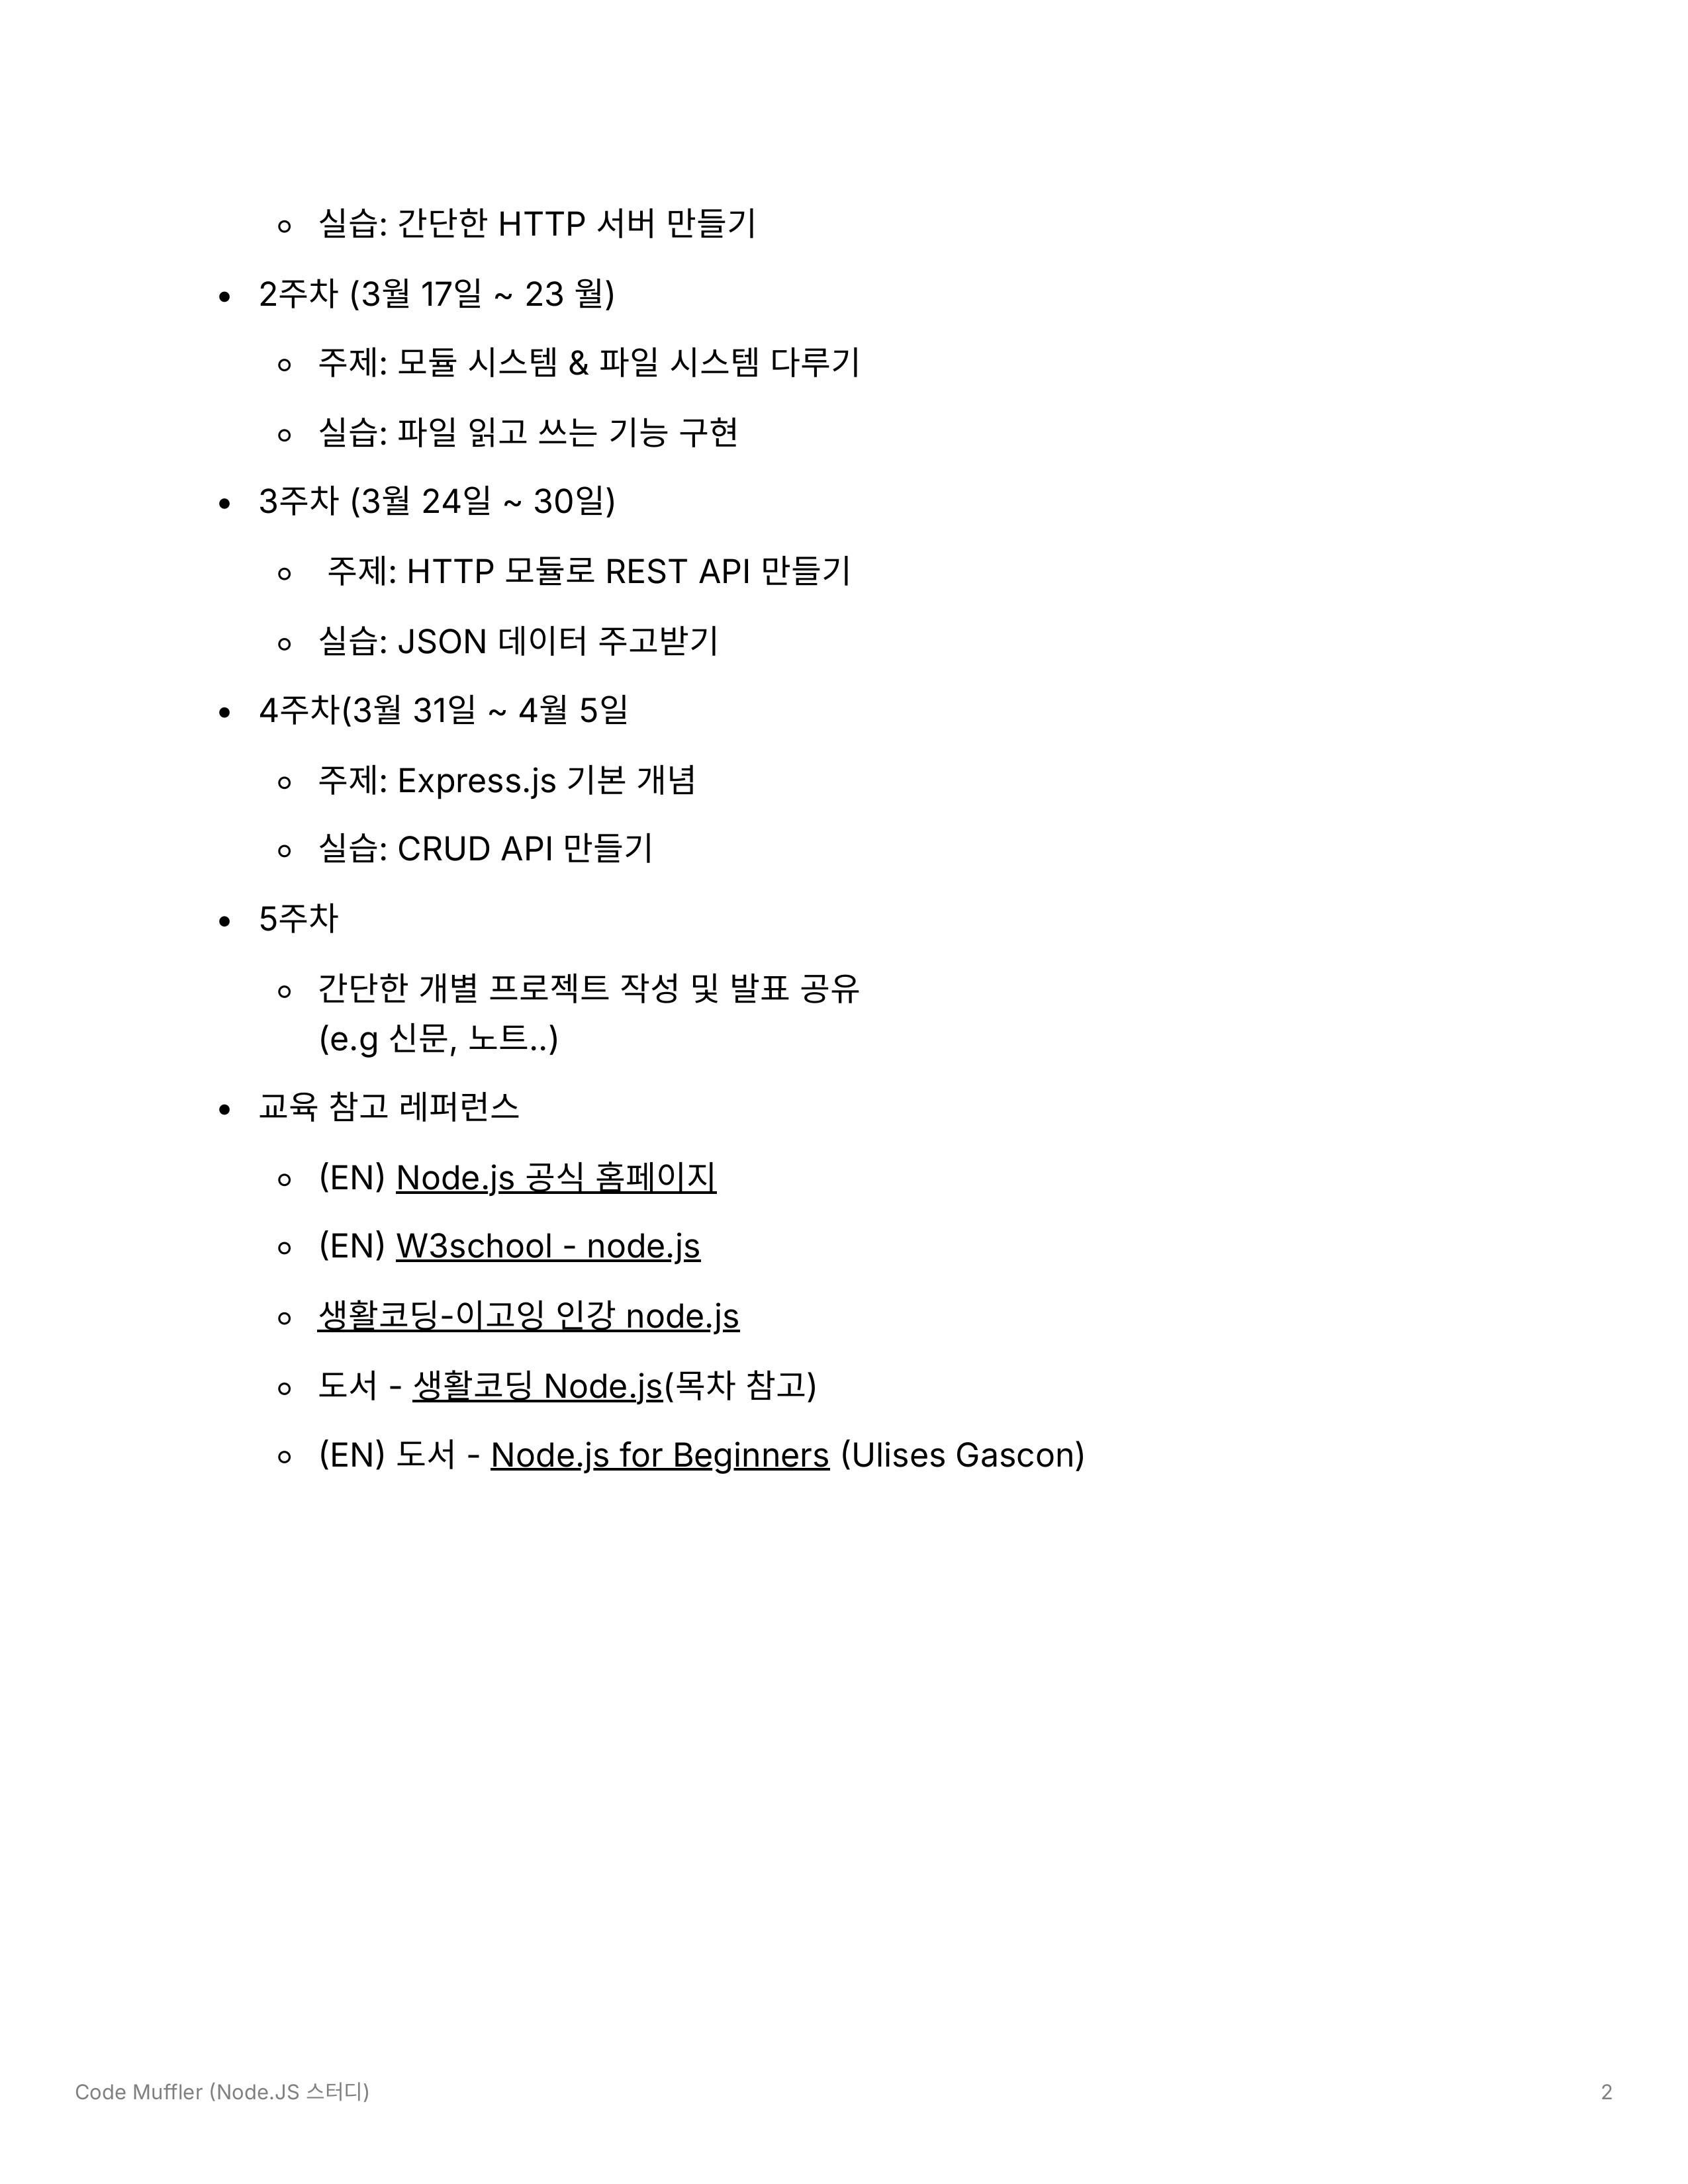 실습: 간단한 HTTP 서버 만들기
2주차 (3월 17일 ~ 23 월)
주제: 모듈 시스템 & 파일 시스템 다루기
실습: 파일 읽고 쓰는 기능 구현
3주차 (3월 24일 ~ 30일)
주제: HTTP 모듈로 REST API 만들기
실습: JSON 데이터 주고받기
4주차(3월 31일 ~ 4월 5일
주제: Express.js 기본 개념
실습: CRUD API 만들기
5주차
간단한 개별 프로젝트 작성 및 발표 공유
(e.g 신문, 노트..)
교육 참고 레퍼런스
(EN) Node.js 공식 홈페이지
(EN) W3school - node.js
생활코딩-이고잉 인강 node.js
도서 - 생활코딩 Node.js(목차 참고)
(EN) 도서 - Node.js for Beginners (Ulises Gascon)
Code Muffler (Node.JS 스터디)
2